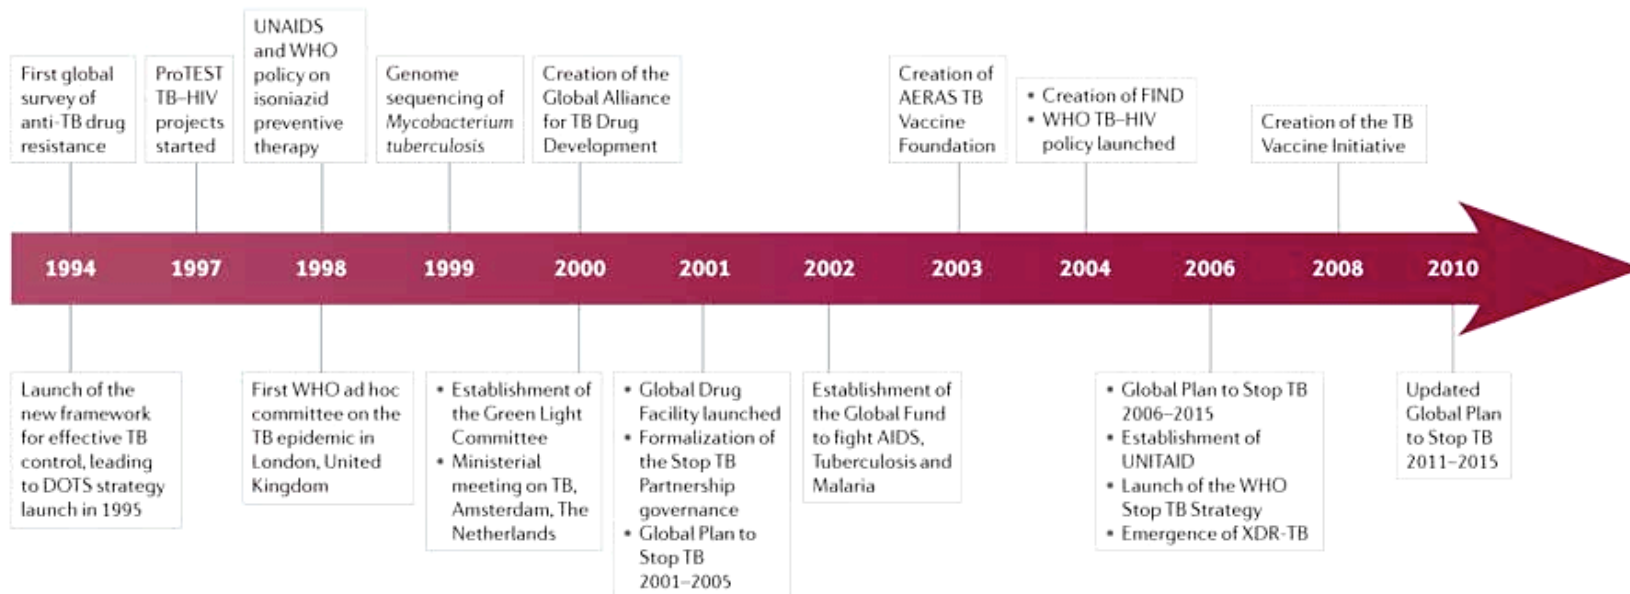 First global
survey of
anti-TB drug
resistance
ProTEST
TB–HIV
projects
started
UNAIDS
and WHO
policy on
isoniazid
preventive
therapy
Genome
sequencing of
Mycobacterium
tuberculosis
Creation of the
Global Alliance
for TB Drug
Development
Creation of
AERAS TB
Vaccine
Foundation
• Creation of FIND
• WHO TB–HIV
policy launched
Creation of the TB
Vaccine Initiative
1994 1997 1998 1999 2000 2001 2002 2003 2004 2006 2008 2010
Launch of the
new framework
for effective TB
control, leading
to DOTS strategy
launch in 1995
First WHO ad hoc
committee on the
TB epidemic in
London, United
Kingdom
• Establishment of
the Green Light
Committee
• Ministerial
meeting on TB,
Amsterdam, The
Netherlands
• Global Drug
Facility launched
• Formalization of
the Stop TB
Partnership
governance
• Global Plan to
Stop TB
2001–2005
Establishment of
the Global Fund
to fight AIDS,
Tuberculosis and
Malaria
• Global Plan to Stop TB
2006–2015
• Establishment of
UNITAID
• Launch of the WHO
Stop TB Strategy
• Emergence of XDR-TB
Updated
Global Plan
to Stop TB
2011–2015